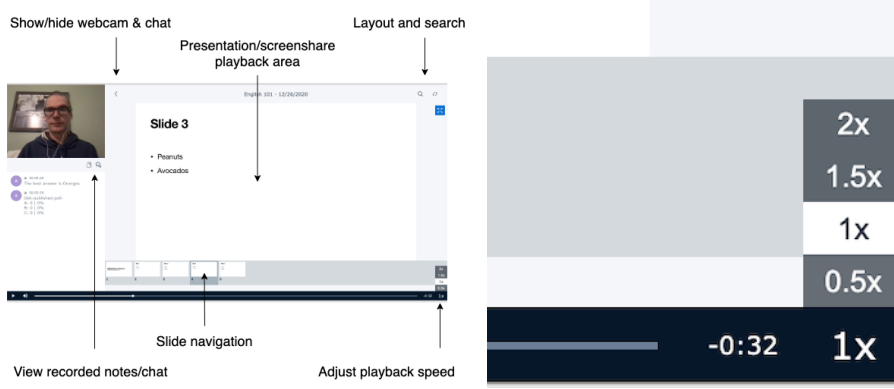 Show/hide webcam & chat
Layout and search
Presentation/screenshare
playback area
English 101 - 12/26/2020
Slide 3
• Peanuts
• Avocados
The best answer is Oranges
Slide navigation
View recorded notes/chat
Adjust playback speed
2x
1.5x
1x
0.5x
-0:32
1x